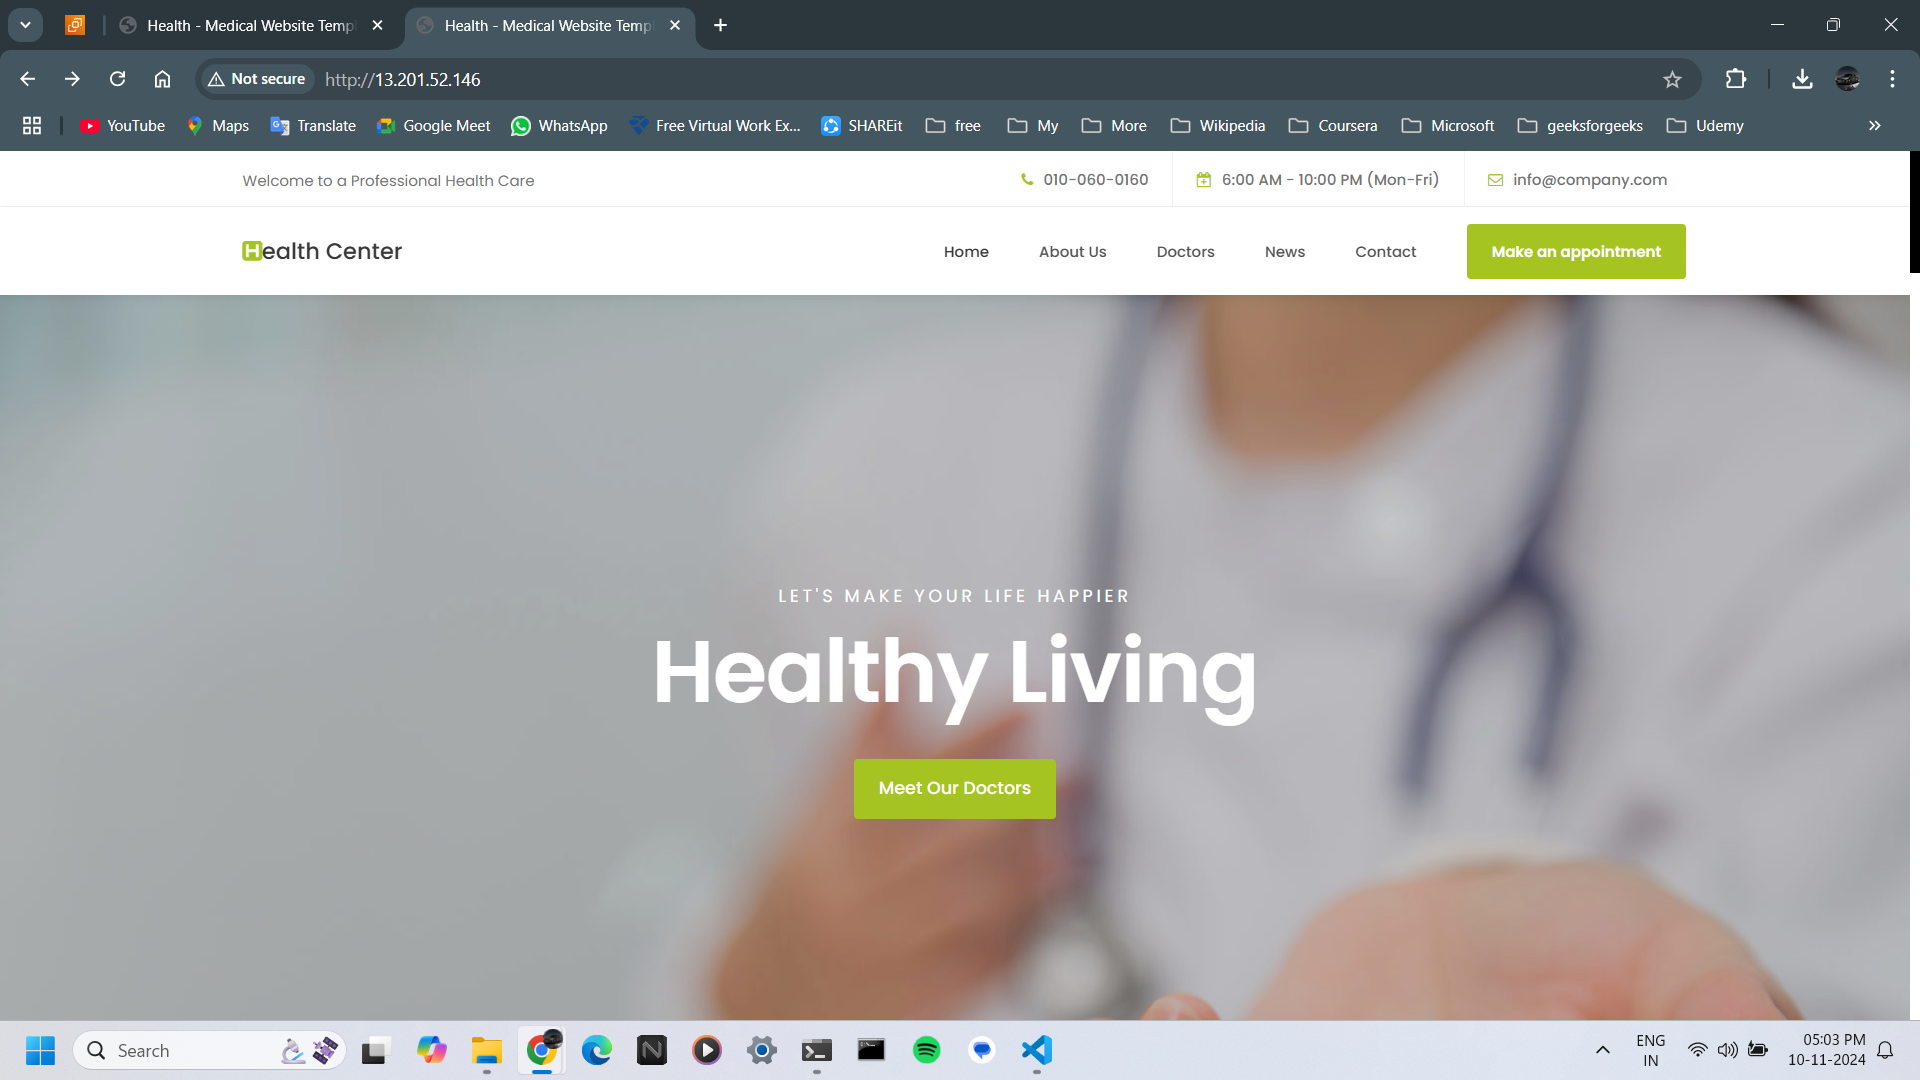 Health - Medical Website Temp
Health - Medical Website Temp
Not secure
http://13.201.52.146
YouTube
Maps
Translate
Google Meet
WhatsApp
Free Virtual Work Ex...
SHAREit
free
My
More
Wikipedia
Coursera
Microsoft
geeksforgeeks
Udemy
Welcome to a Professional Health Care
010-060-0160
6:00 AM - 10:00 PM (Mon-Fri)
info@company.com
Health Center
Home
About Us
Doctors
News
Contact
Make an appointment
LET'S MAKE YOUR LIFE HAPPIER
Healthy Living
Meet Our Doctors
Search
ENG
IN
05:03 PM
10-11-2024